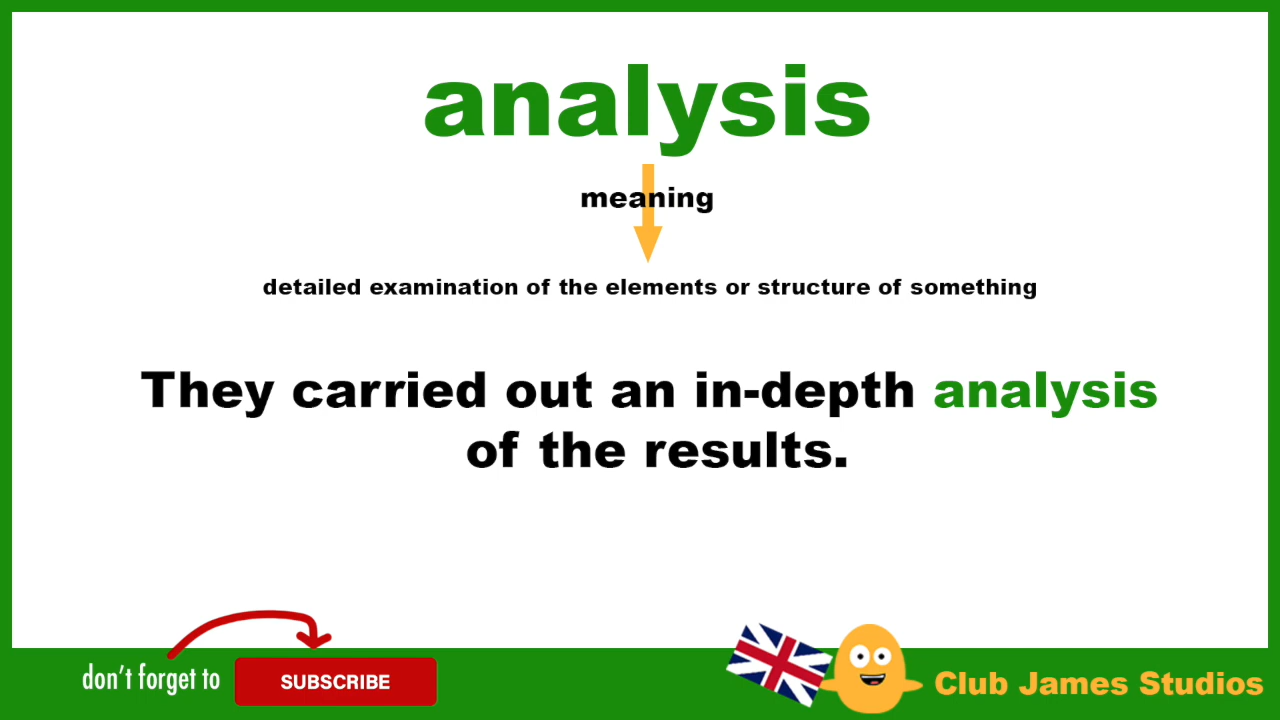 analysis
meaning
detailed examination of the elements or structure of something
They carried out an in-depth analysis
of the results.
don't forget to
SUBSCRIBE
Club James Studios